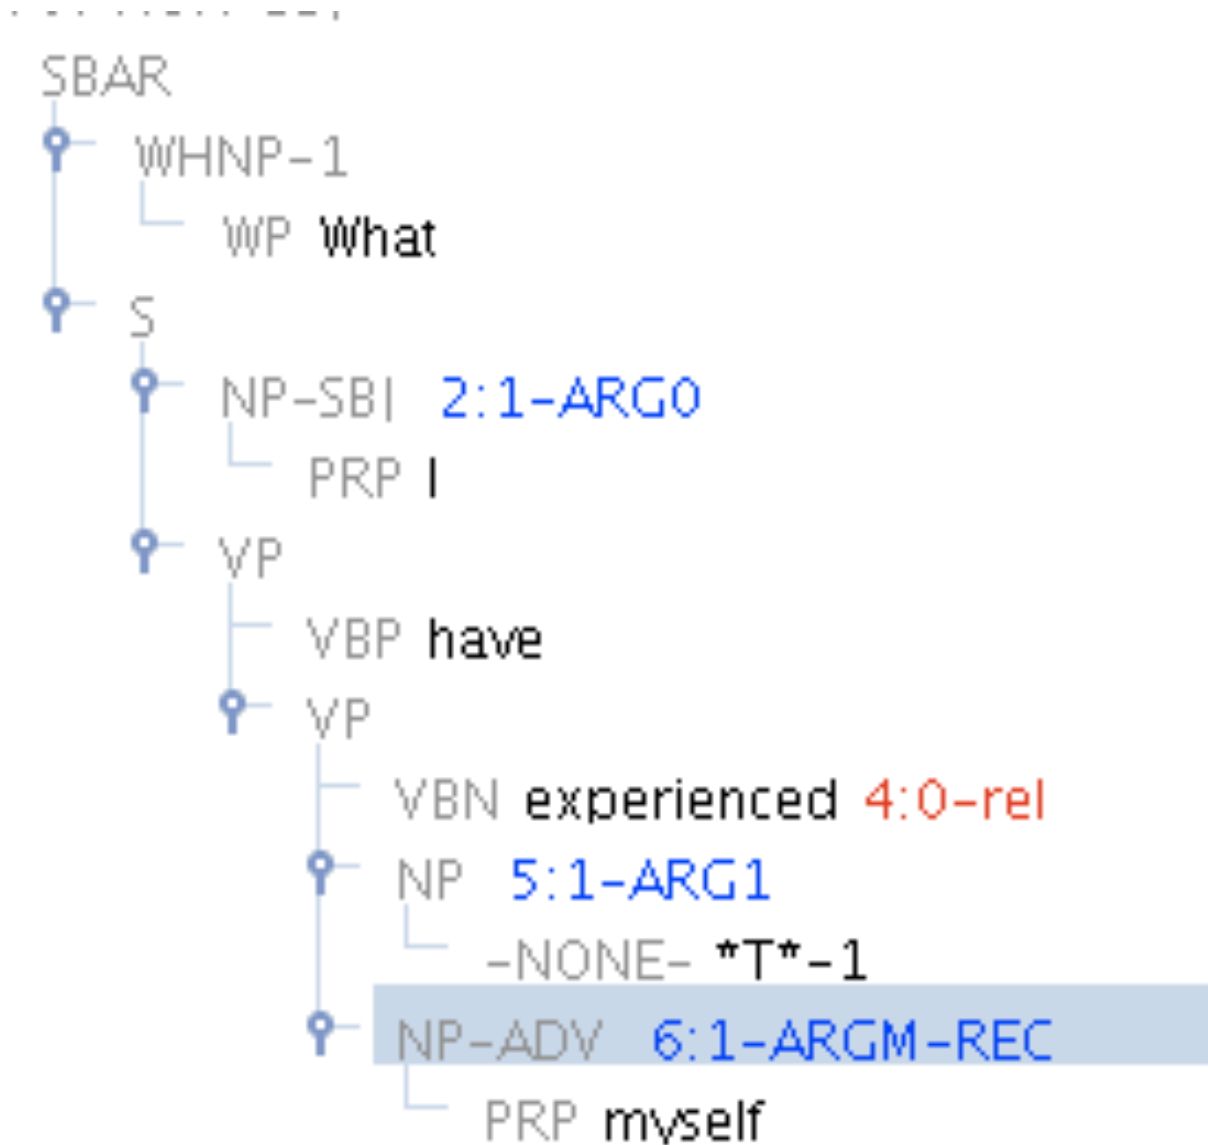 SBAR
WHNP-1
WP What
S
NP-SBJ 2:1-ARG0
PRP I
VP
VBP have
VP
VBN experienced 4:0-rel
NP 5:1-ARG1
-NONE- *T*-1
NP-ADV 6:1-ARGM-REC
PRP myself